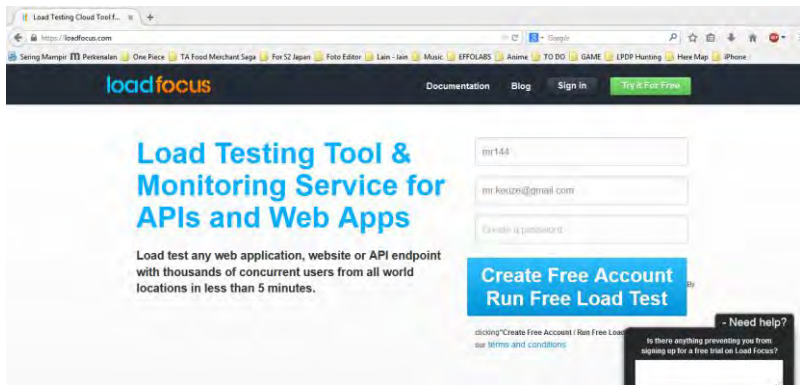 Load Testing Cloud Tool f...
https://loadfocus.com
Google
Sering Mampir Perkenalan One Piece TA Food Merchant Saga For S2 Japan Foto Editor Lain - lain Music EFFOLABS Anime TO DO GAME LPDP Hunting Here Map iPhone
loadfocus
Documentation Blog Sign in Try it For Free
Load Testing Tool &
Monitoring Service for
APIs and Web Apps
Load test any web application, website or API endpoint
with thousands of concurrent users from all world
locations in less than 5 minutes.
mr144
mr.keuze@gmail.com
Create a password
Create Free Account
Run Free Load Test
By
clicking"Create Free Account / Run Free Load
our terms and conditions
- Need help?
Is there anything preventing you from
signing up for a free trial on Load Focus?